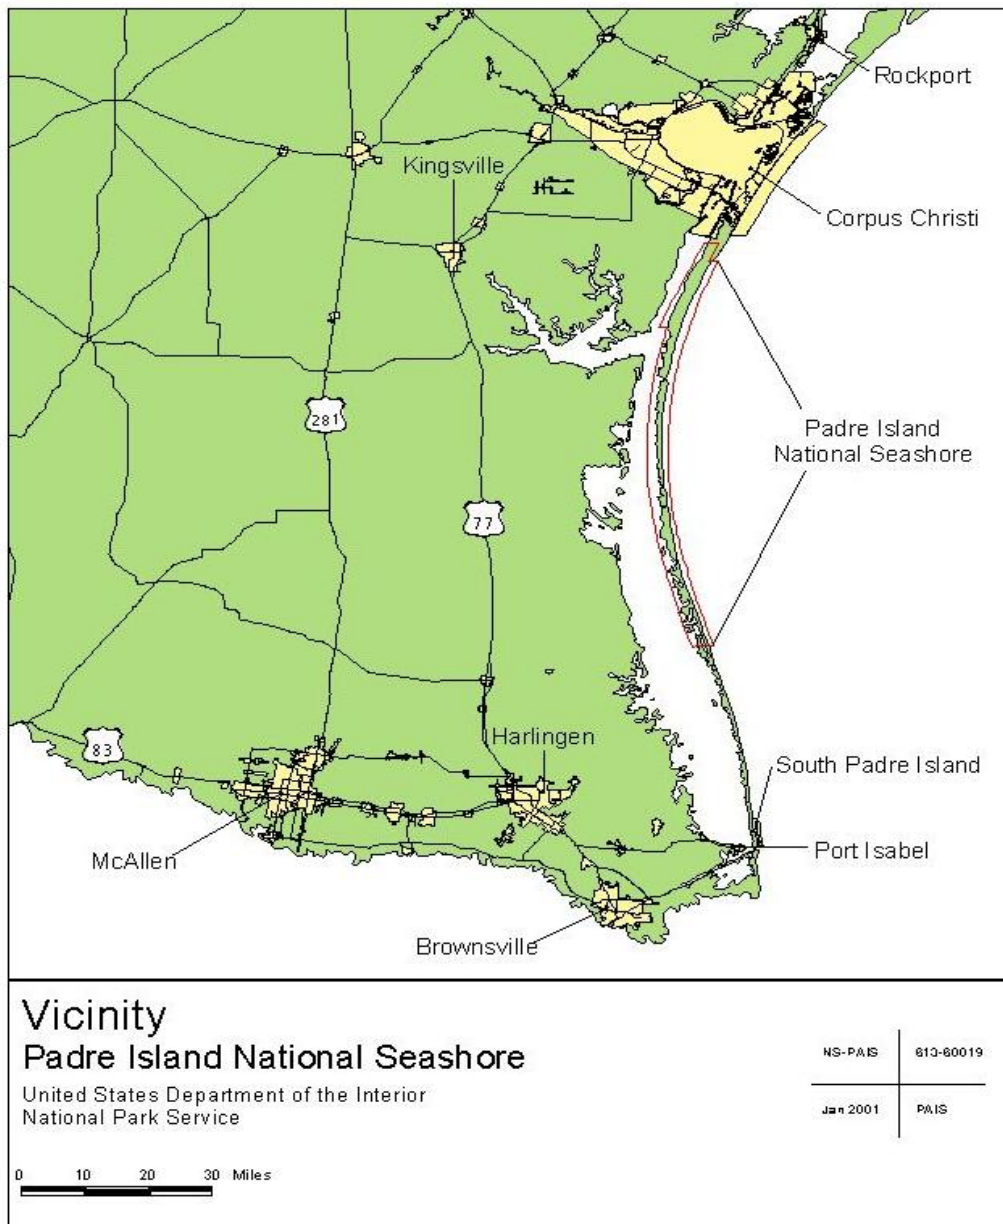 Rockport
Kingsville
Corpus Christi
Padre Island
National Seashore
281
77
Harlingen
83
South Padre Island
McAllen
Port Isabel
Brownsville
Vicinity
Padre Island National Seashore
United States Department of the Interior
National Park Service
NS-PAIS 613-60019
Jan 2001 PAIS
0 10 20 30 Miles